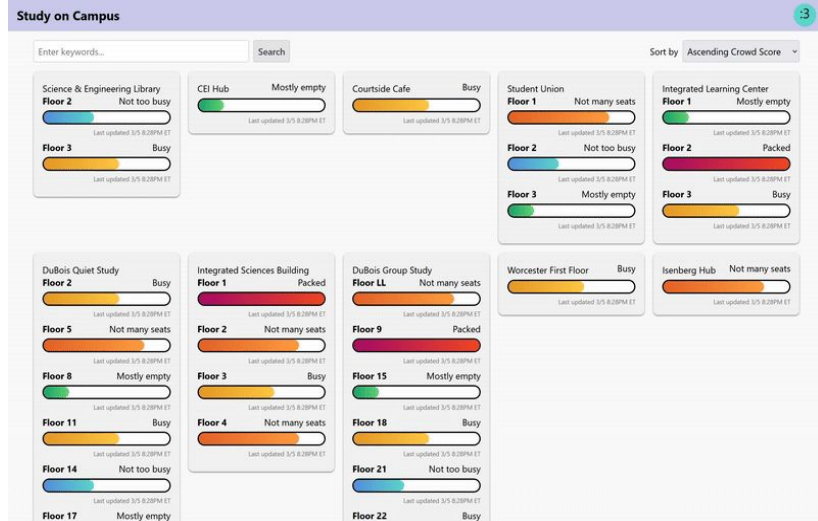 Study on Campus
:3
Enter keywords...
Search
Sort by
Ascending Crowd Score
Science & Engineering Library
Floor 2 Not too busy
Last updated 3/5 8:28PM ET
Floor 3 Busy
Last updated 3/5 8:28PM ET
CEI Hub Mostly empty
Last updated 3/5 8:28PM ET
Courtside Cafe Busy
Last updated 3/5 8:28PM ET
Student Union
Floor 1 Not many seats
Last updated 3/5 8:28PM ET
Floor 2 Not too busy
Last updated 3/5 8:28PM ET
Floor 3 Mostly empty
Last updated 3/5 8:28PM ET
Integrated Learning Center
Floor 1 Mostly empty
Last updated 3/5 8:28PM ET
Floor 2 Packed
Last updated 3/5 8:28PM ET
Floor 3 Busy
Last updated 3/5 8:28PM ET
DuBois Quiet Study
Floor 2 Busy
Last updated 3/5 8:28PM ET
Floor 5 Not many seats
Last updated 3/5 8:28PM ET
Floor 8 Mostly empty
Last updated 3/5 8:28PM ET
Floor 11 Busy
Last updated 3/5 8:28PM ET
Floor 14 Not too busy
Last updated 3/5 8:28PM ET
Floor 17 Mostly empty
Integrated Sciences Building
Floor 1 Packed
Last updated 3/5 8:28PM ET
Floor 2 Not many seats
Last updated 3/5 8:28PM ET
Floor 3 Busy
Last updated 3/5 8:28PM ET
Floor 4 Not many seats
Last updated 3/5 8:28PM ET
DuBois Group Study
Floor LL Not many seats
Last updated 3/5 8:28PM ET
Floor 9 Packed
Last updated 3/5 8:28PM ET
Floor 15 Mostly empty
Last updated 3/5 8:28PM ET
Floor 18 Busy
Last updated 3/5 8:28PM ET
Floor 21 Not too busy
Last updated 3/5 8:28PM ET
Floor 22 Busy
Worcester First Floor Busy
Last updated 3/5 8:28PM ET
Isenberg Hub Not many seats
Last updated 3/5 8:28PM ET